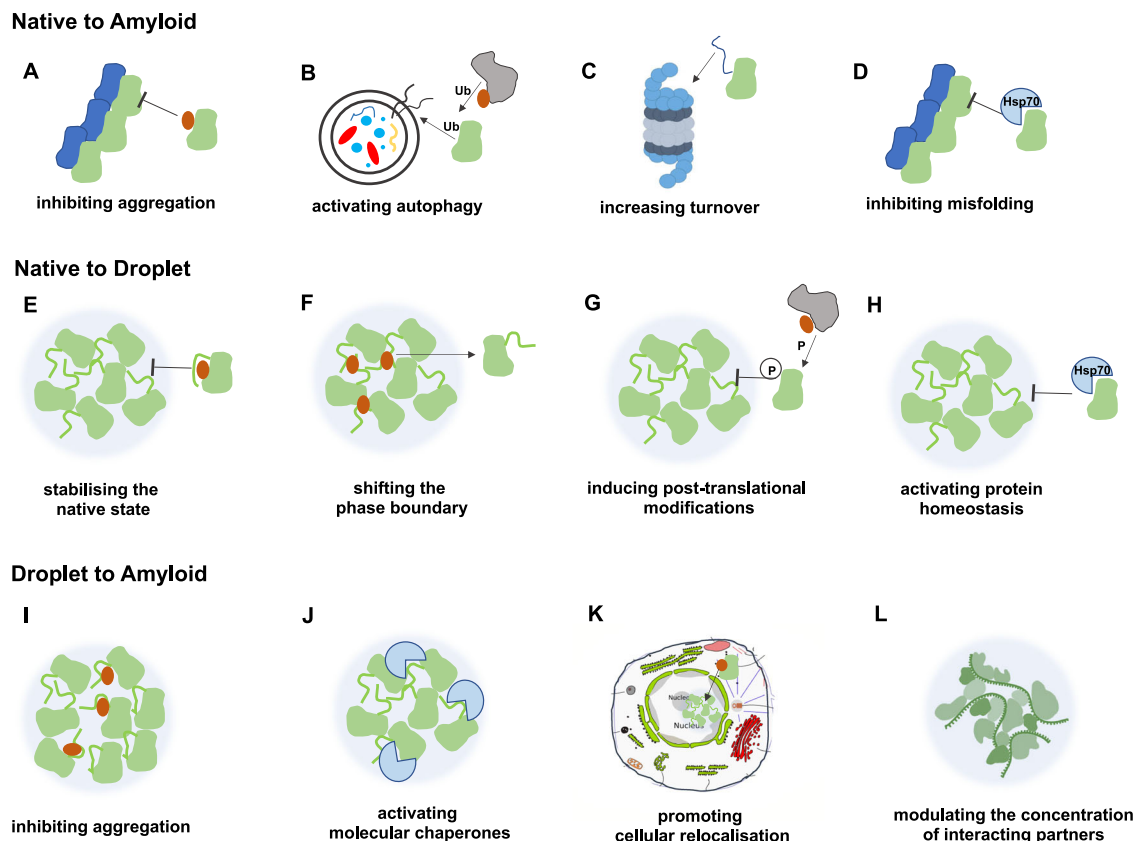 Native to Amyloid
A
B
C
D
Ub
Ub
Hsp70
inhibiting aggregation
activating autophagy
increasing turnover
inhibiting misfolding
Native to Droplet
E
F
G
H
P
P
Hsp70
stabilising the
native state
shifting the
phase boundary
inducing post-translational
modifications
activating protein
homeostasis
Droplet to Amyloid
I
J
K
L
Nucleus
inhibiting aggregation
activating
molecular chaperones
promoting
cellular relocalisation
modulating the concentration
of interacting partners